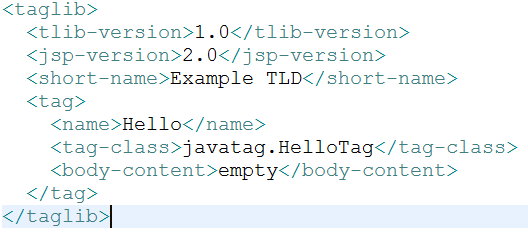 <taglib>
  <tlib-version>1.0</tlib-version>
  <jsp-version>2.0</jsp-version>
  <short-name>Example TLD</short-name>
  <tag>
    <name>Hello</name>
    <tag-class>javatag.HelloTag</tag-class>
    <body-content>empty</body-content>
  </tag>
</taglib>